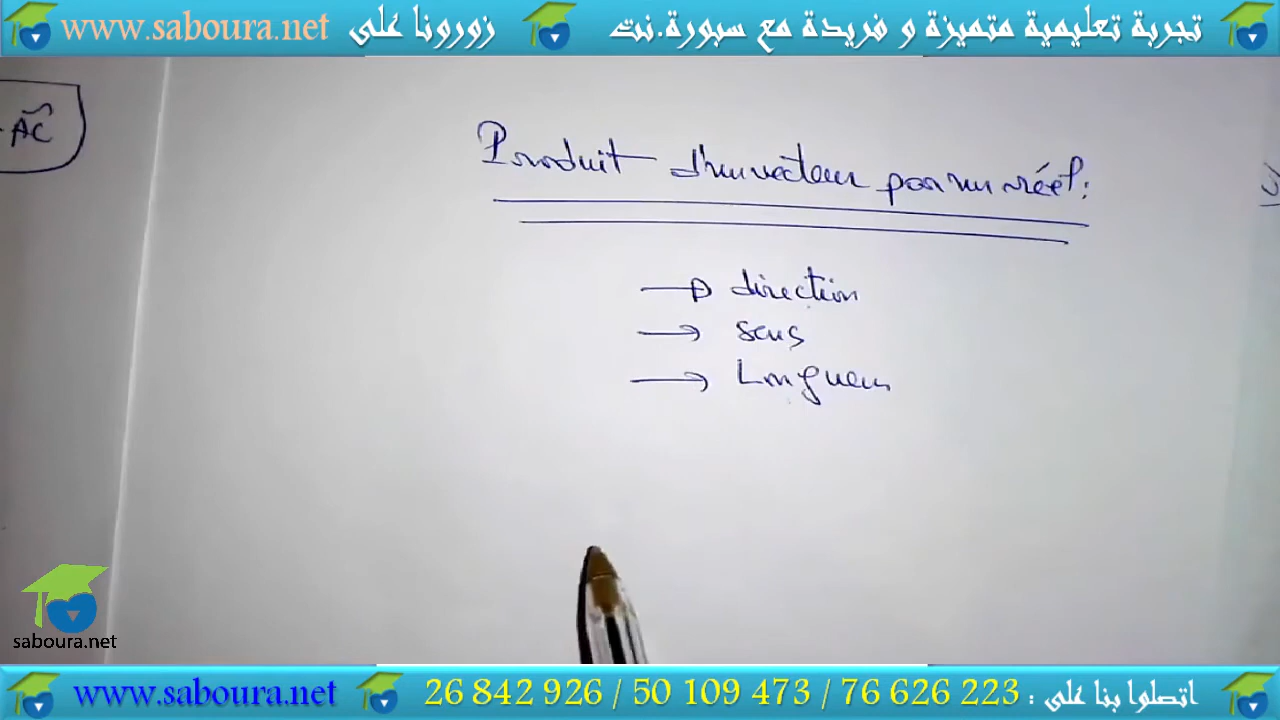 www.saboura.net زورونا على
تجربة تعليمية متميزة و فريدة مع سبورة.نت
AC
Produit d'un vecteur par un réel :
→ direction
→ sens
→ Longueur
saboura.net
www.saboura.net
26 842 926 / 50 109 473 / 76 626 223 : اتصلوا بنا على